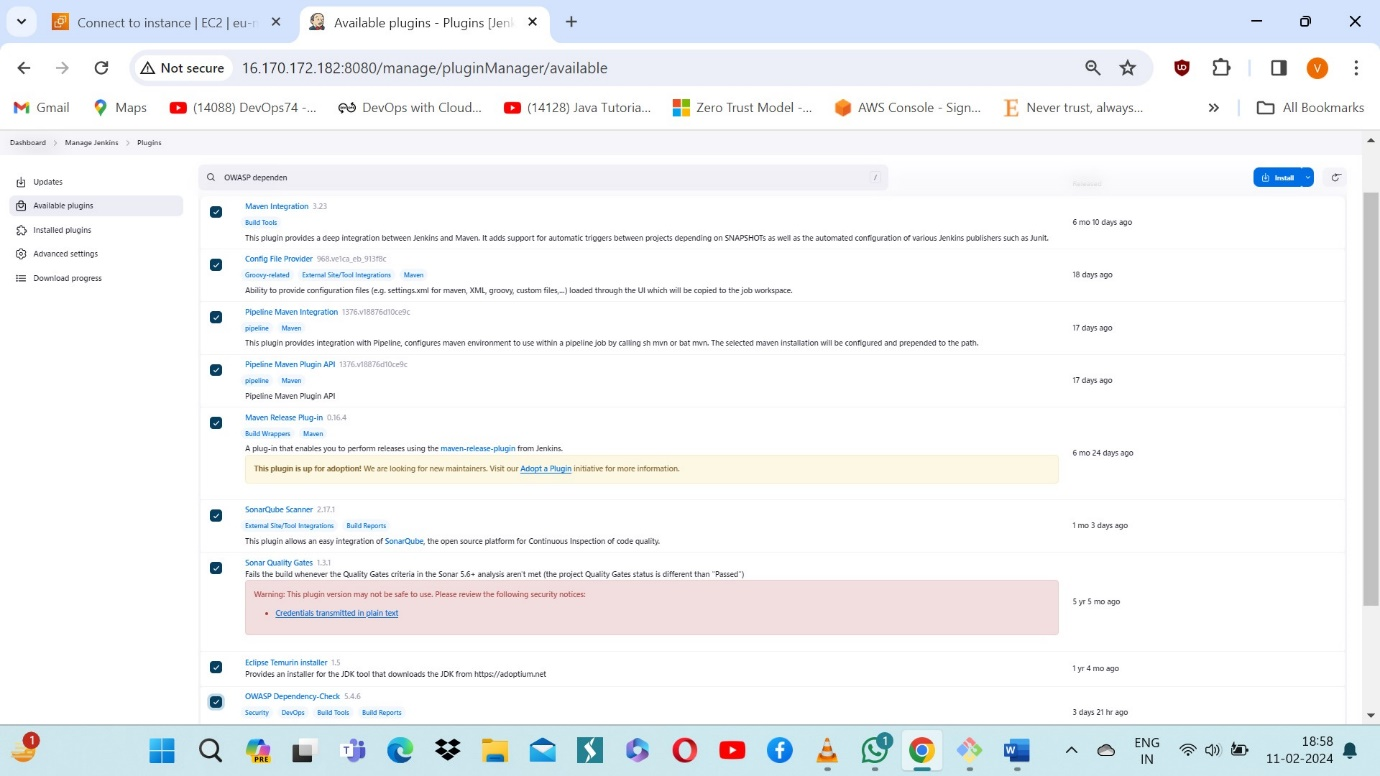 Connect to instance | EC2 | eu-n
Available plugins - Plugins [Jenk
Not secure
16.170.172.182:8080/manage/pluginManager/available
V
Gmail
Maps
(14088) DevOps74 -...
DevOps with Cloud...
(14128) Java Tutoria...
Zero Trust Model -...
AWS Console - Sign...
Never trust, always...
All Bookmarks
Dashboard > Manage Jenkins > Plugins
Updates
Available plugins
Installed plugins
Advanced settings
Download progress
OWASP dependen
/
Install
Maven Integration 3.23
Build Tools
This plugin provides a deep integration between Jenkins and Maven. It adds support for automatic triggers between projects depending on SNAPSHOTs as well as the automated configuration of various Jenkins publishers such as Junit.
6 mo 10 days ago
Config File Provider 968.ve1ca_eb_913f8c
Groovy-related External Site/Tool Integrations Maven
Ability to provide configuration files (e.g. settings.xml for maven, XML, groovy, custom files,...) loaded through the UI which will be copied to the job workspace.
18 days ago
Pipeline Maven Integration 1376.v18876d10ce9c
pipeline Maven
This plugin provides integration with Pipeline, configures maven environment to use within a pipeline job by calling sh mvn or bat mvn. The selected maven installation will be configured and prepended to the path.
17 days ago
Pipeline Maven Plugin API 1376.v18876d10ce9c
pipeline Maven
Pipeline Maven Plugin API
17 days ago
Maven Release Plug-in 0.16.4
Build Wrappers Maven
A plug-in that enables you to perform releases using the maven-release-plugin from Jenkins.
This plugin is up for adoption! We are looking for new maintainers. Visit our Adopt a Plugin initiative for more information.
6 mo 24 days ago
SonarQube Scanner 2.17.1
External Site/Tool Integrations Build Reports
This plugin allows an easy integration of SonarQube, the open source platform for Continuous Inspection of code quality.
1 mo 3 days ago
Sonar Quality Gates 1.3.1
Fails the build whenever the Quality Gates criteria in the Sonar 5.6+ analysis aren't met (the project Quality Gates status is different than "Passed")
Warning: This plugin version may not be safe to use. Please review the following security notices:
• Credentials transmitted in plain text
5 yr 5 mo ago
Eclipse Temurin installer 1.5
Provides an installer for the JDK tool that downloads the JDK from https://adoptium.net
1 yr 4 mo ago
OWASP Dependency-Check 5.4.6
Security DevOps Build Tools Build Reports
3 days 21 hr ago
1
PRE
1
ENG
IN
18:58
11-02-2024